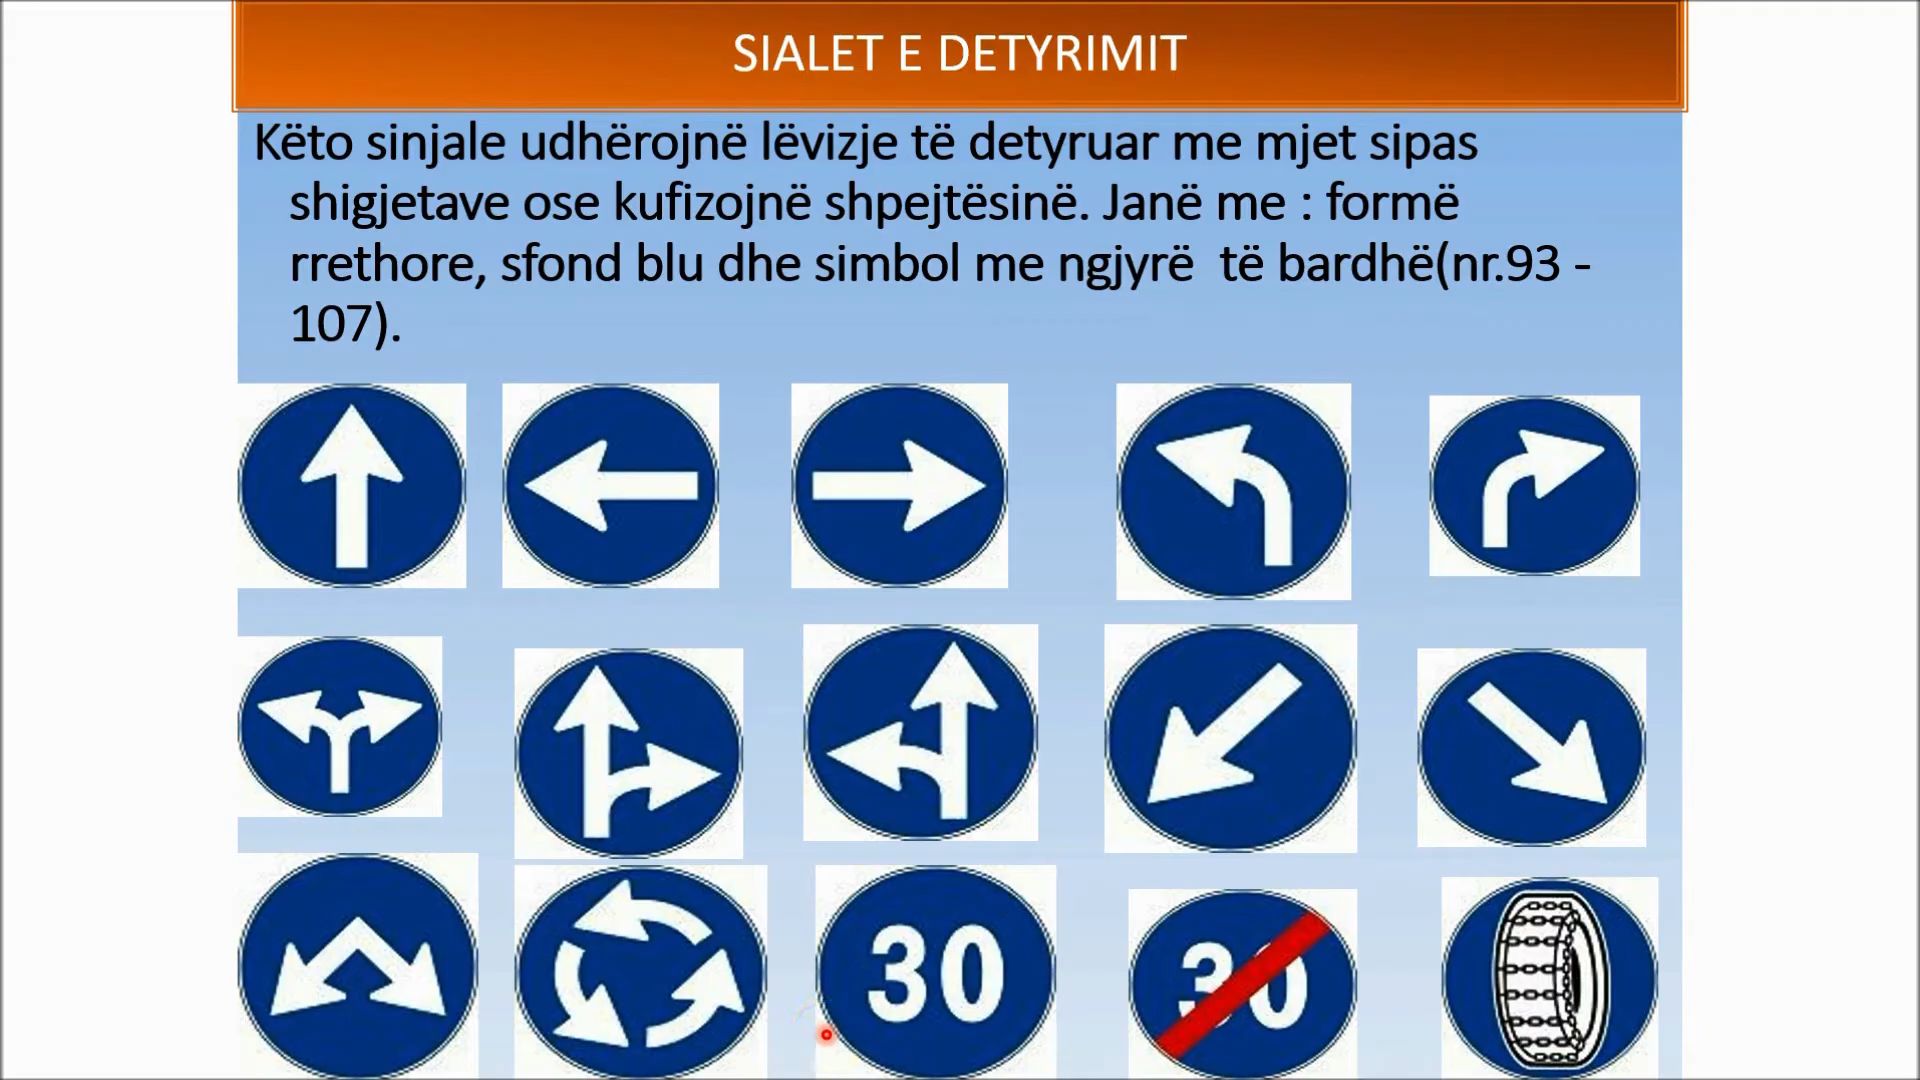 SIALET E DETYRIMIT
Këto sinjale udhërojnë lëvizje të detyruar me mjet sipas
shigjetave ose kufizojnë shpejtësinë. Janë me : formë
rrethore, sfond blu dhe simbol me ngjyrë  të bardhë(nr.93 -
107).
30
30